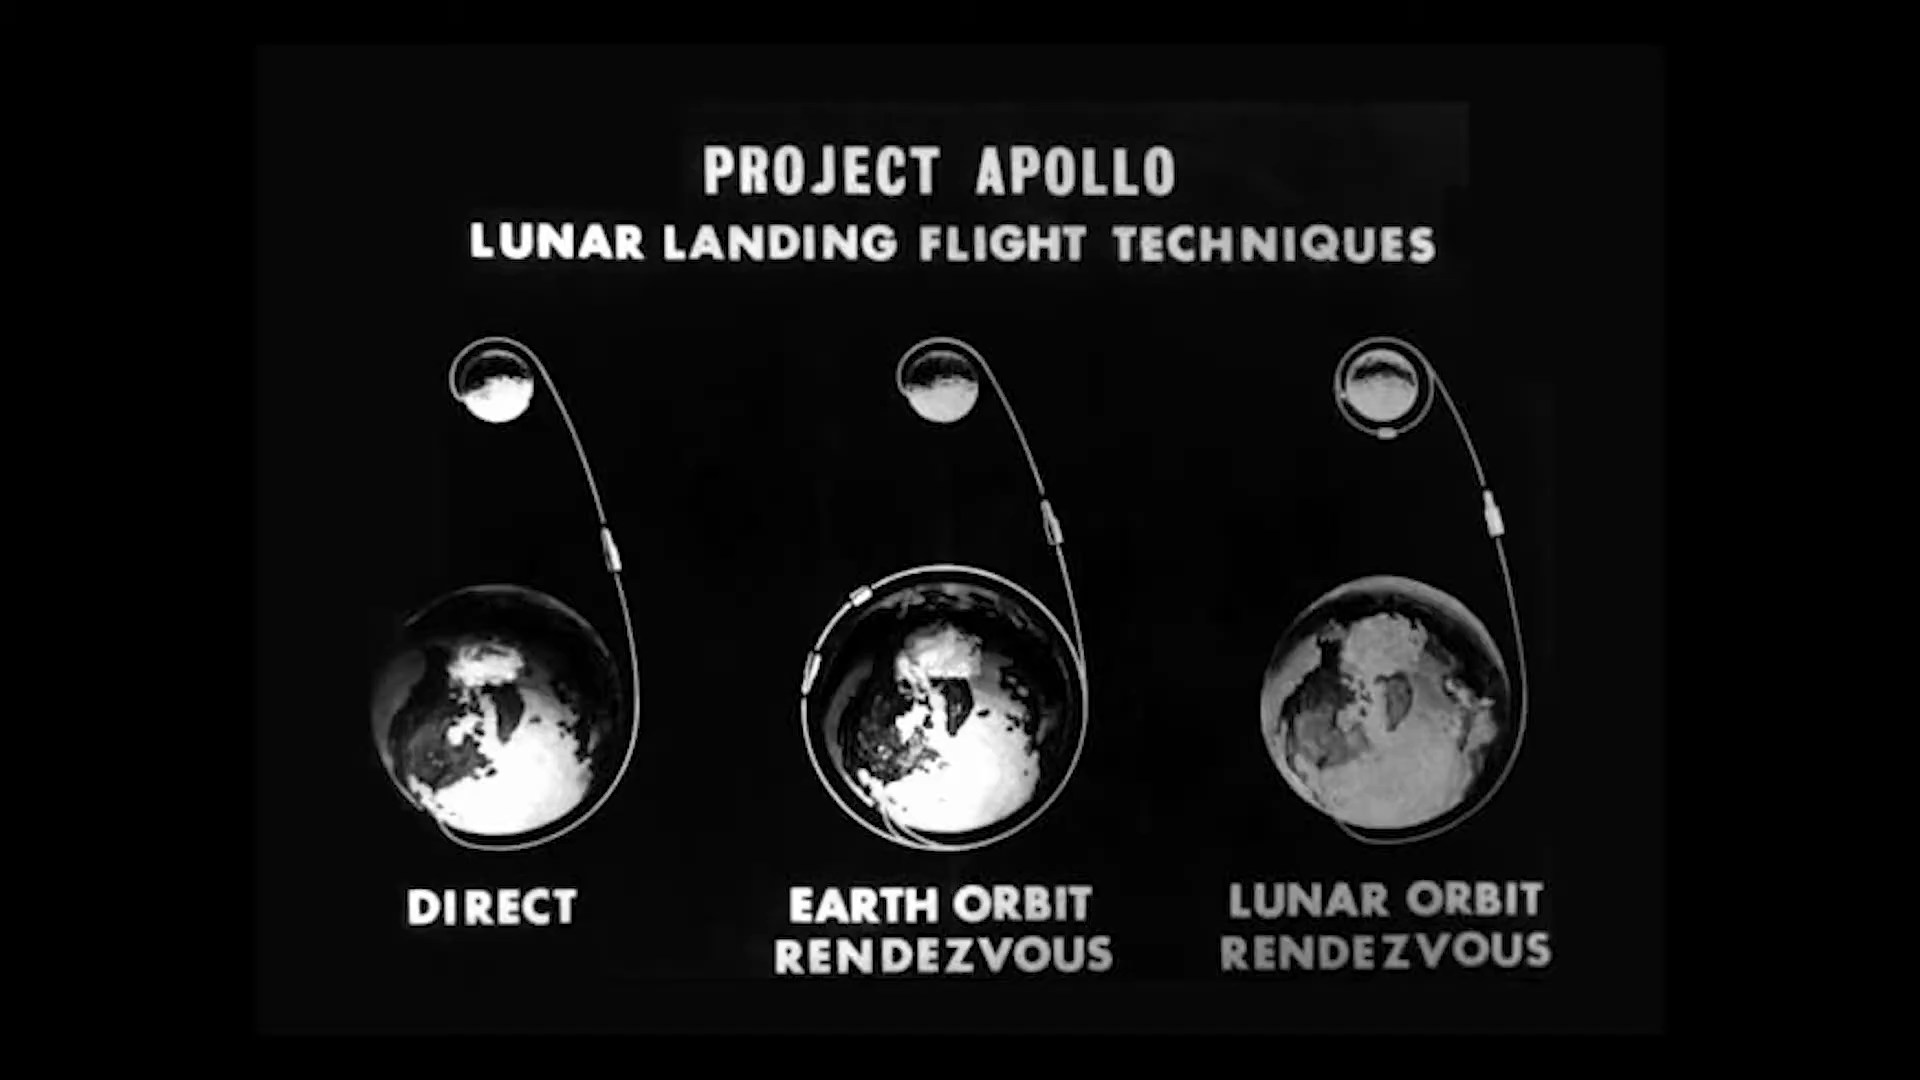 PROJECT APOLLO
LUNAR LANDING FLIGHT TECHNIQUES
DIRECT
EARTH ORBIT
RENDEZVOUS
LUNAR ORBIT
RENDEZVOUS